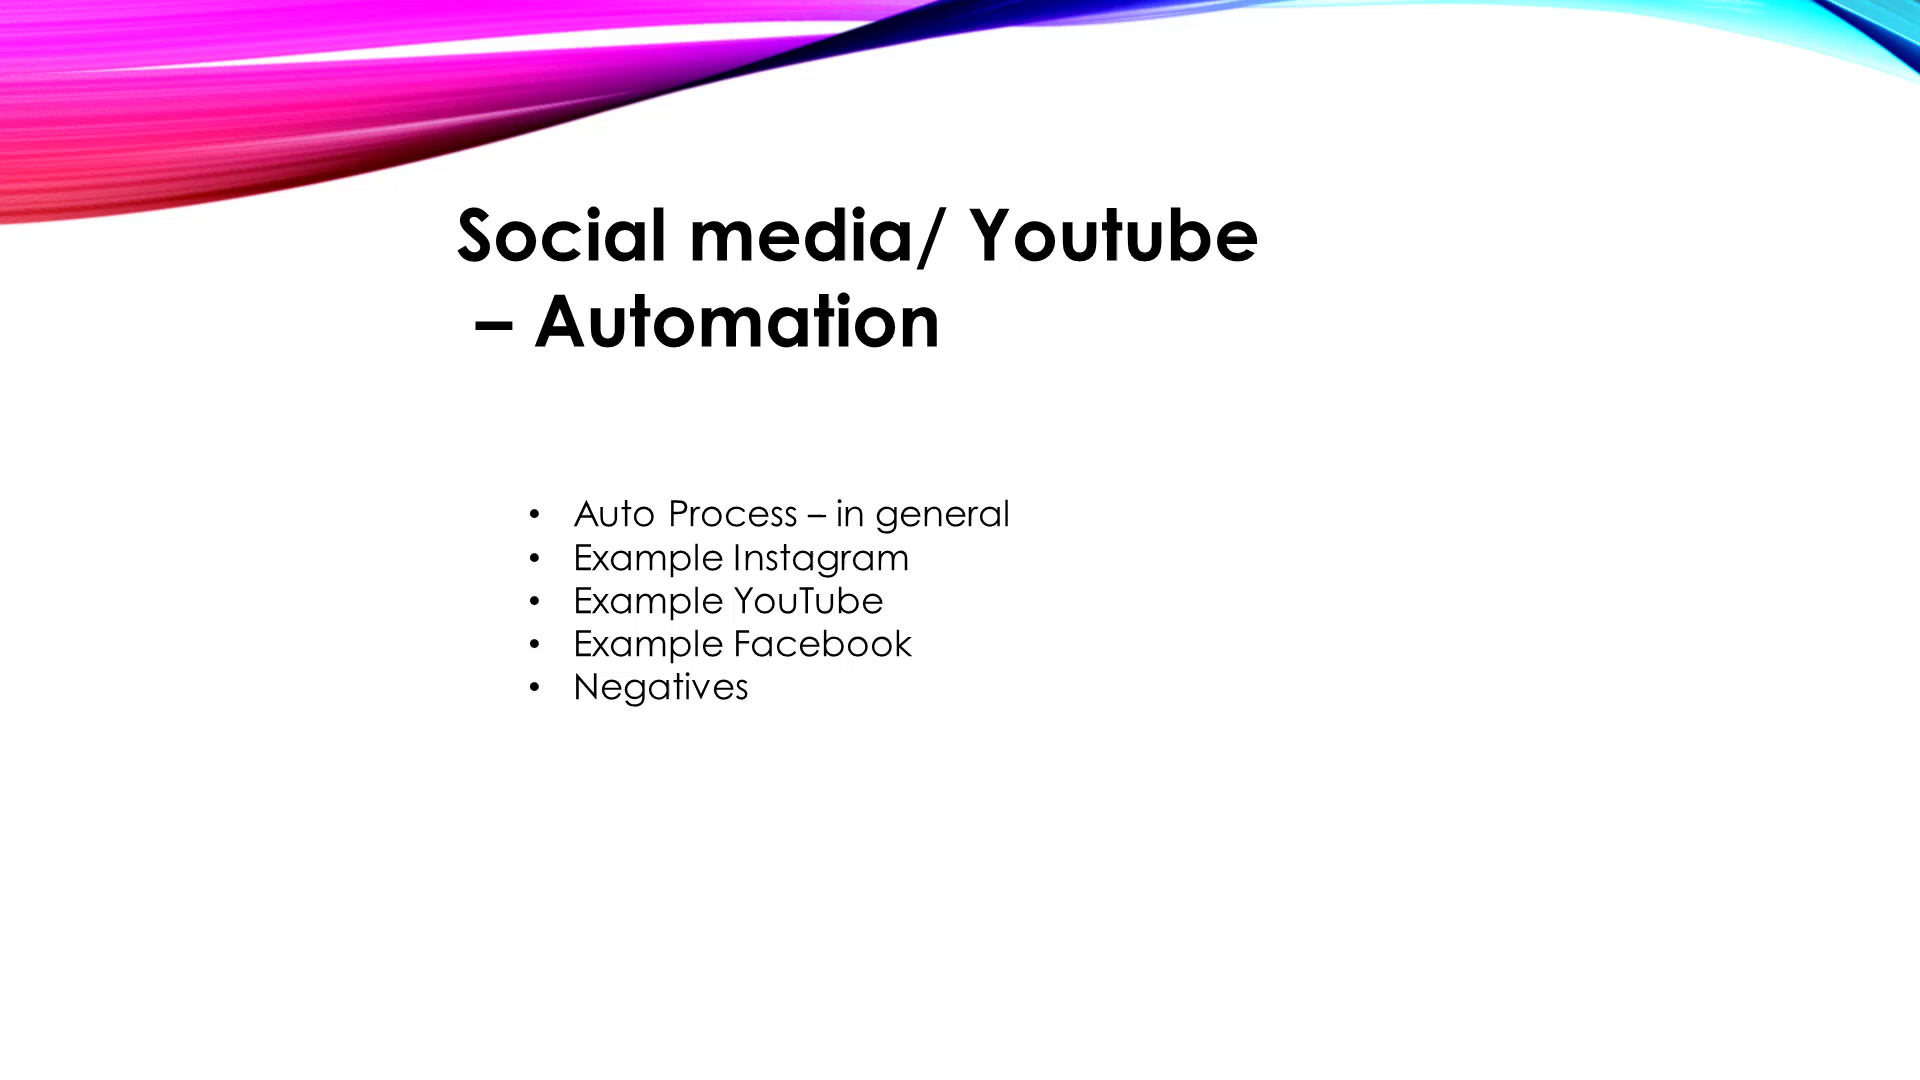 Social media/ Youtube
– Automation
• Auto Process – in general
• Example Instagram
• Example YouTube
• Example Facebook
• Negatives